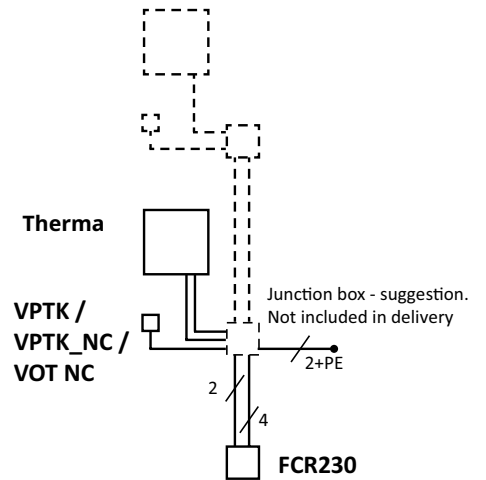 Therma
Junction box - suggestion.
Not included in delivery
VPTK /
VPTK_NC /
VOT NC
2+PE
2
4
FCR230